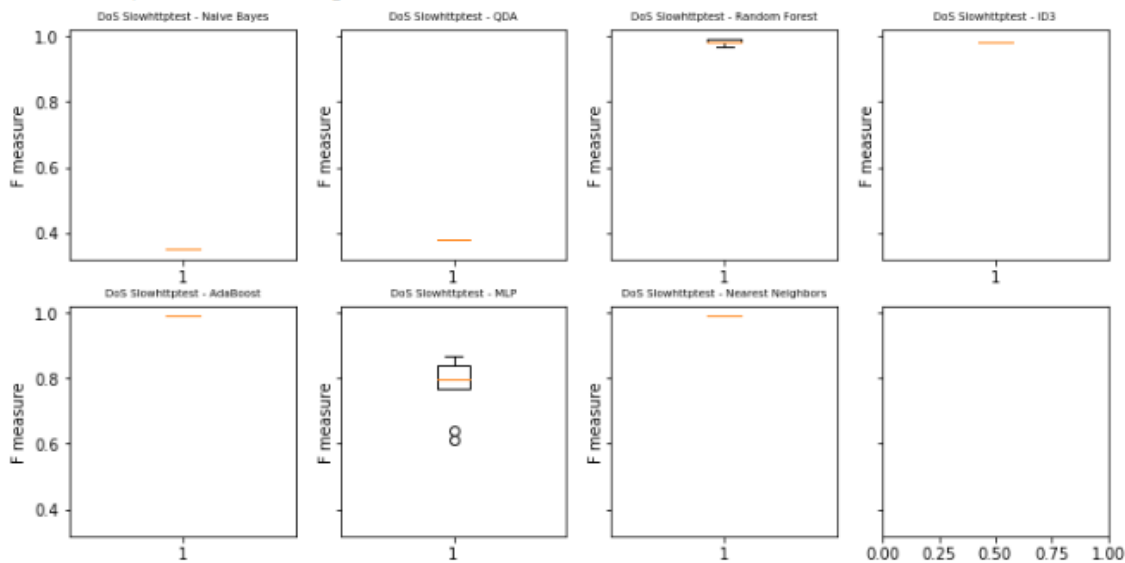 DoS Slowhttptest - Naive Bayes
DoS Slowhttptest - QDA
DoS Slowhttptest - Random Forest
DoS Slowhttptest - ID3
1.0
0.8
0.6
0.4
F measure
F measure
F measure
F measure
1
1
1
1
DoS Slowhttptest - AdaBoost
DoS Slowhttptest - MLP
DoS Slowhttptest - Nearest Neighbors
1.0
0.8
0.6
0.4
F measure
F measure
F measure
1
1
1
0.00 0.25 0.50 0.75 1.00